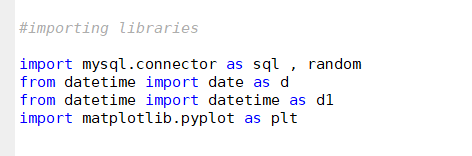 #importing libraries
import mysql.connector as sql , random
from datetime import date as d
from datetime import datetime as d1
import matplotlib.pyplot as plt